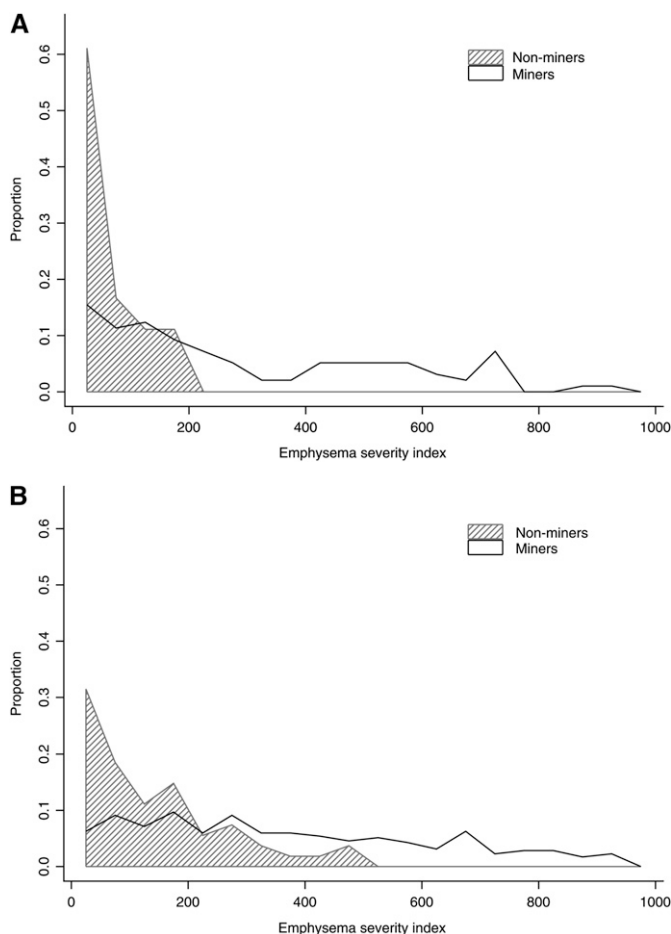 A
0.6
Non-miners
Miners
0.5
0.4
Proportion
0.3
0.2
0.1
0.0
0 200 400 600 800 1000
Emphysema severity index
B
0.6
Non-miners
Miners
0.5
0.4
Proportion
0.3
0.2
0.1
0.0
0 200 400 600 800 1000
Emphysema severity index